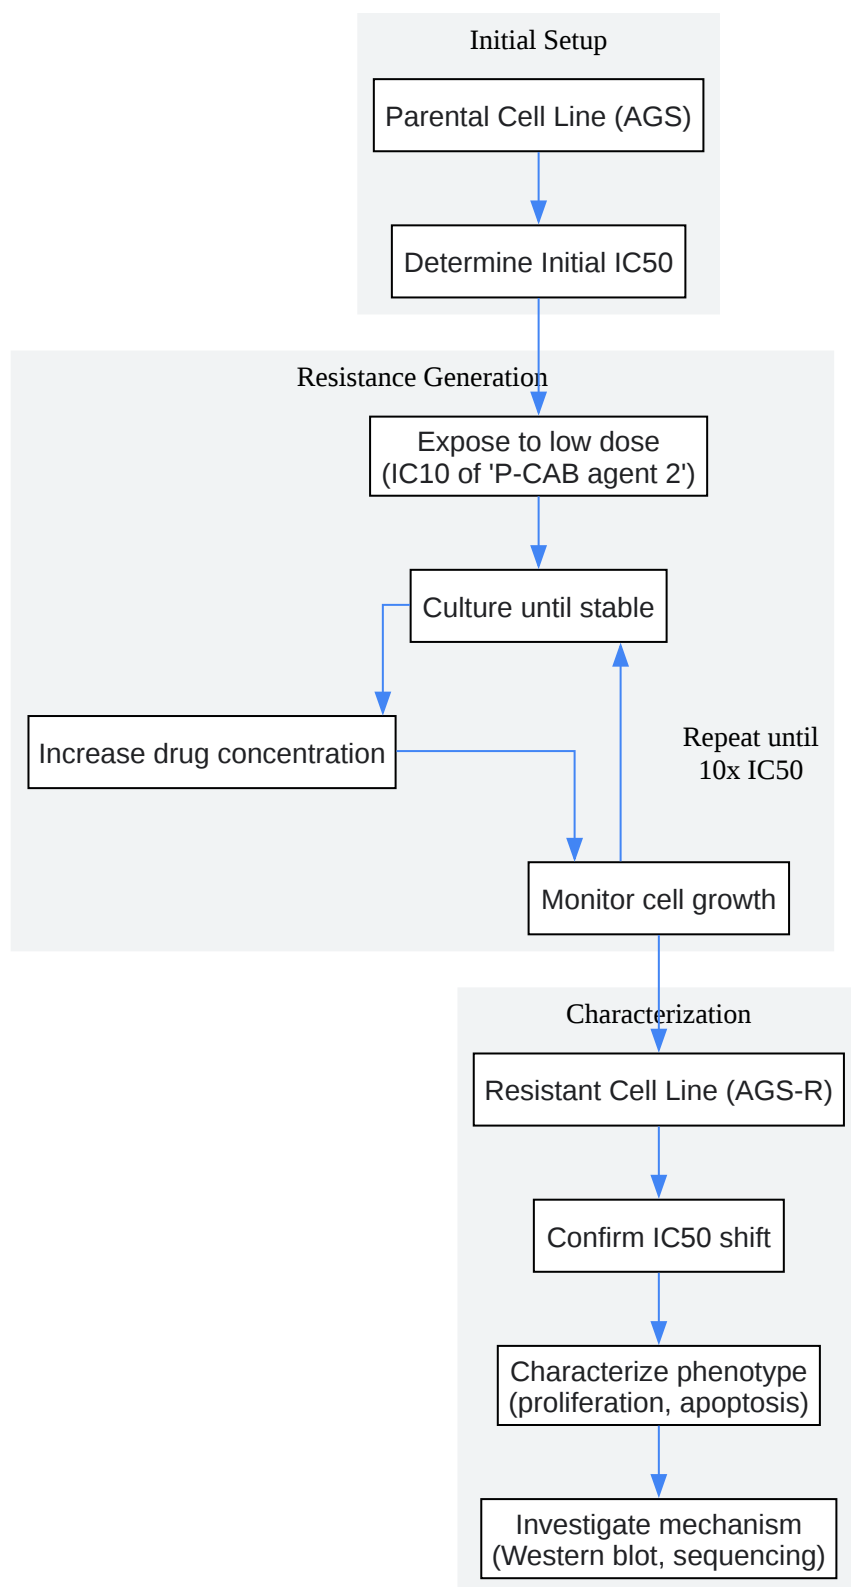 Initial Setup
Parental Cell Line (AGS)
Determine Initial IC50
Resistance Generation
Expose to low dose
(IC10 of 'P-CAB agent 2')
Culture until stable
Increase drug concentration
Repeat until
10x IC50
Monitor cell growth
Characterization
Resistant Cell Line (AGS-R)
Confirm IC50 shift
Characterize phenotype
(proliferation, apoptosis)
Investigate mechanism
(Western blot, sequencing)